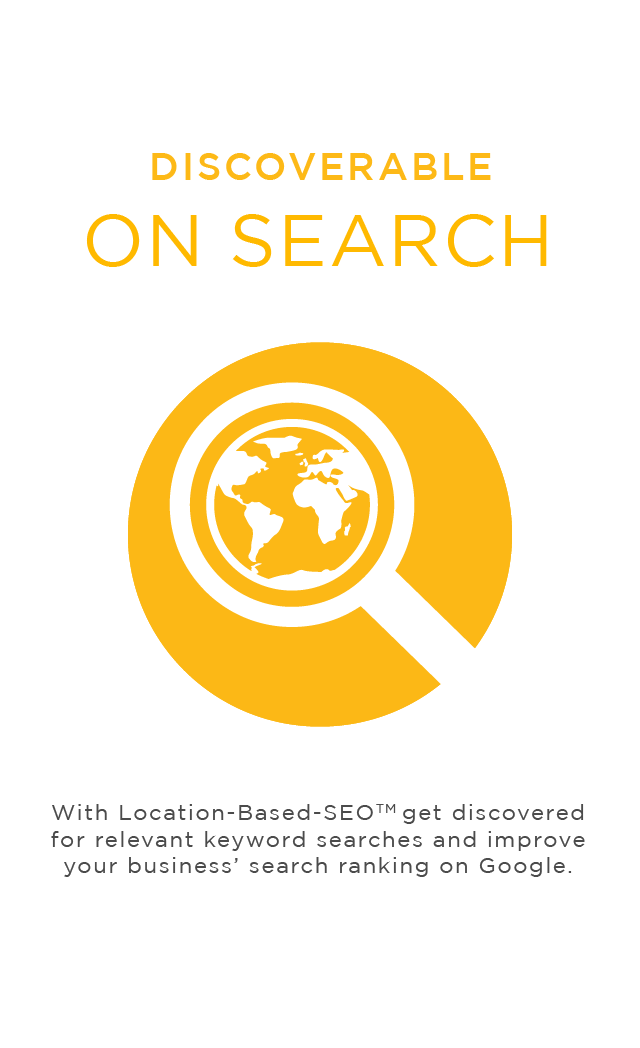 DISCOVERABLE
ON SEARCH
With Location-Based-SEO™ get discovered
for relevant keyword searches and improve
your business’ search ranking on Google.